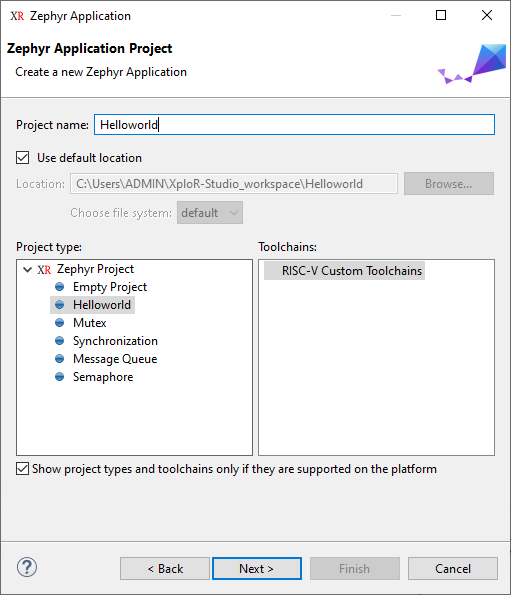 XR Zephyr Application
Zephyr Application Project
Create a new Zephyr Application
Project name: Helloworld
Use default location
Location: C:\Users\ADMIN\XploR-Studio_workspace\Helloworld Browse...
Choose file system: default
Project type:
XR Zephyr Project
Empty Project
Helloworld
Mutex
Synchronization
Message Queue
Semaphore
Toolchains:
RISC-V Custom Toolchains
Show project types and toolchains only if they are supported on the platform
? < Back Next > Finish Cancel